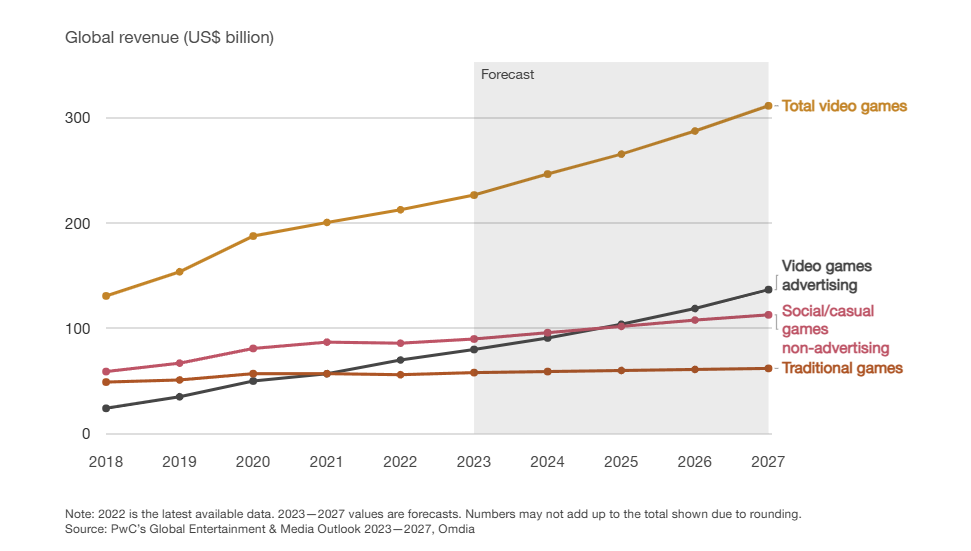 Global revenue (US$ billion)
Forecast
300
Total video games
200
Video games
advertising
Social/casual
games
non-advertising
100
Traditional games
0
2018 2019 2020 2021 2022 2023 2024 2025 2026 2027
Note: 2022 is the latest available data. 2023—2027 values are forecasts. Numbers may not add up to the total shown due to rounding.
Source: PwC's Global Entertainment & Media Outlook 2023—2027, Omdia